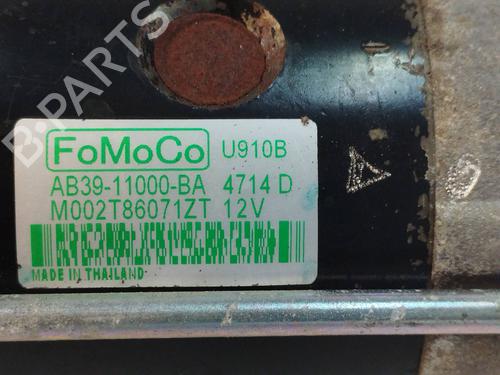 B-PARTS
FoMoCo U910B
AB39-11000-BA 4714 D
M002T86071ZT 12V
MADE IN THAILAND